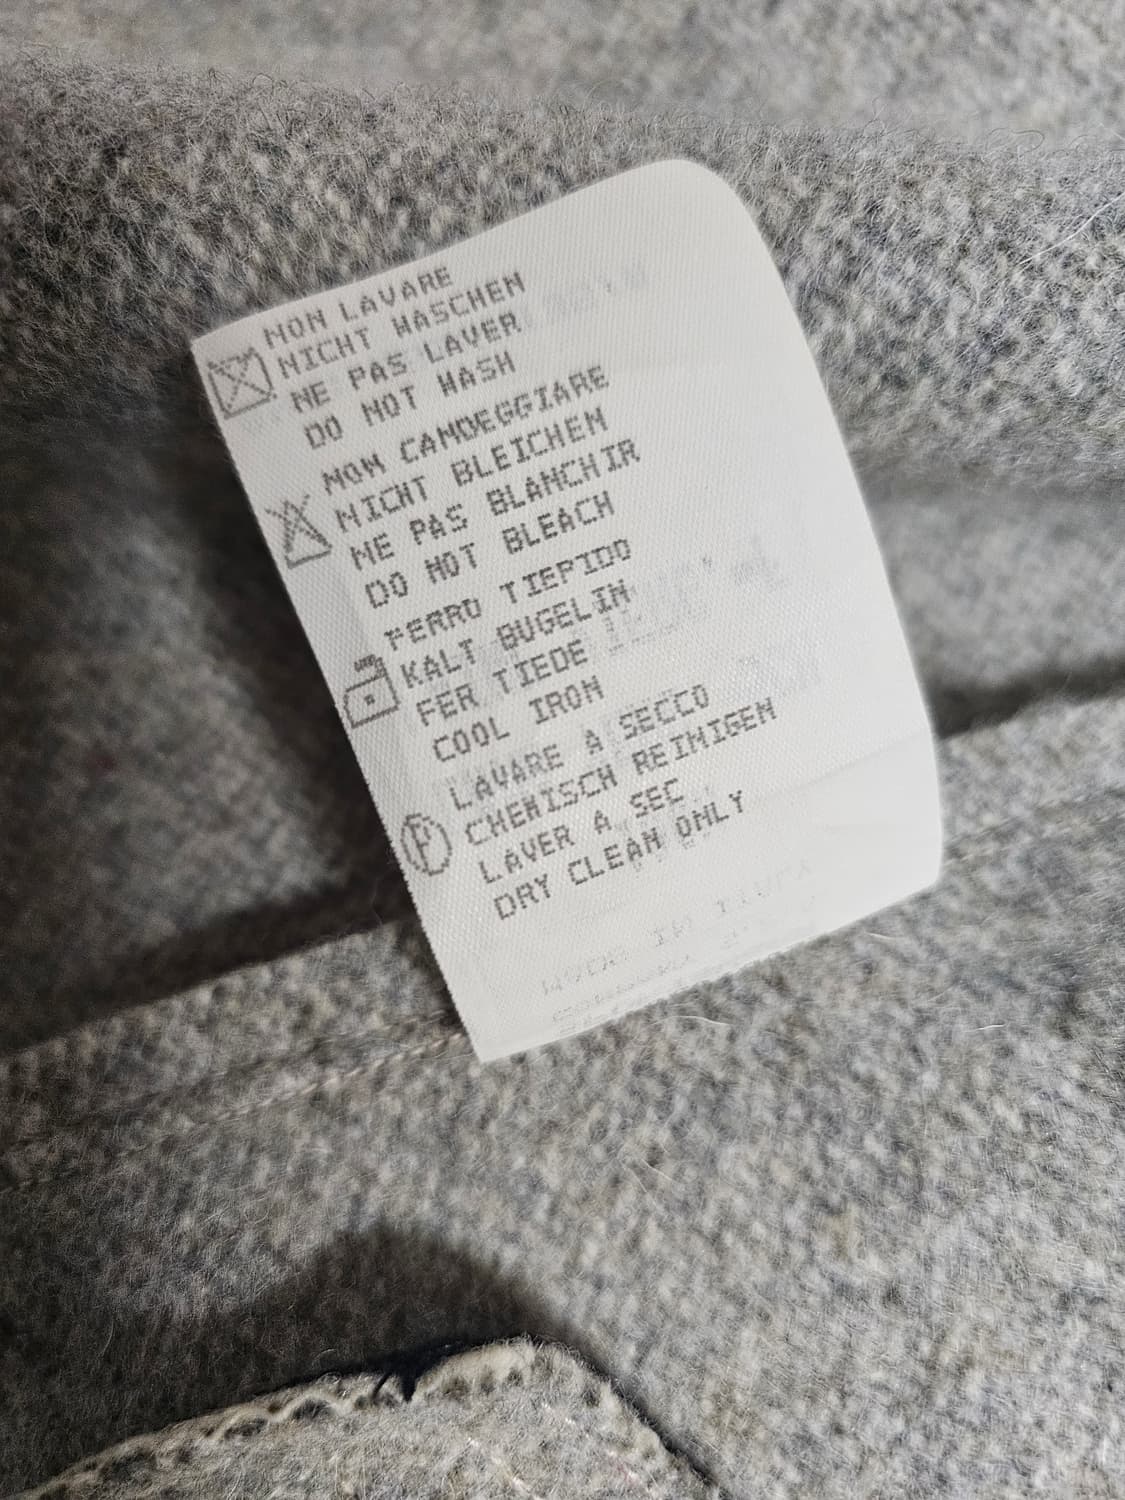 NON LAVARE
NICHT WASCHEN
NE PAS LAVER
DO NOT WASH
NON CANDEGGIARE
NICHT BLEICHEN
NE PAS BLANCHIR
DO NOT BLEACH
FERRO TIEPIDO
KALT BUGELIN
FER TIEDE
COOL IRON
LAVARE A SECCO
P
CHEMISCH REINIGEN
LAVER A SEC
DRY CLEAN ONLY